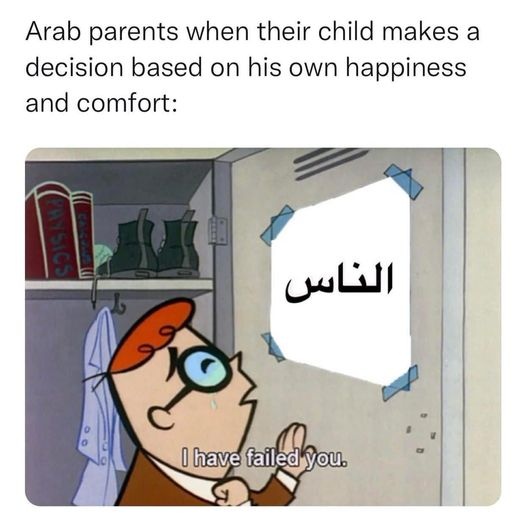 Arab parents when their child makes a
decision based on his own happiness
and comfort:
PHYSICS
الناس
I have failed you.